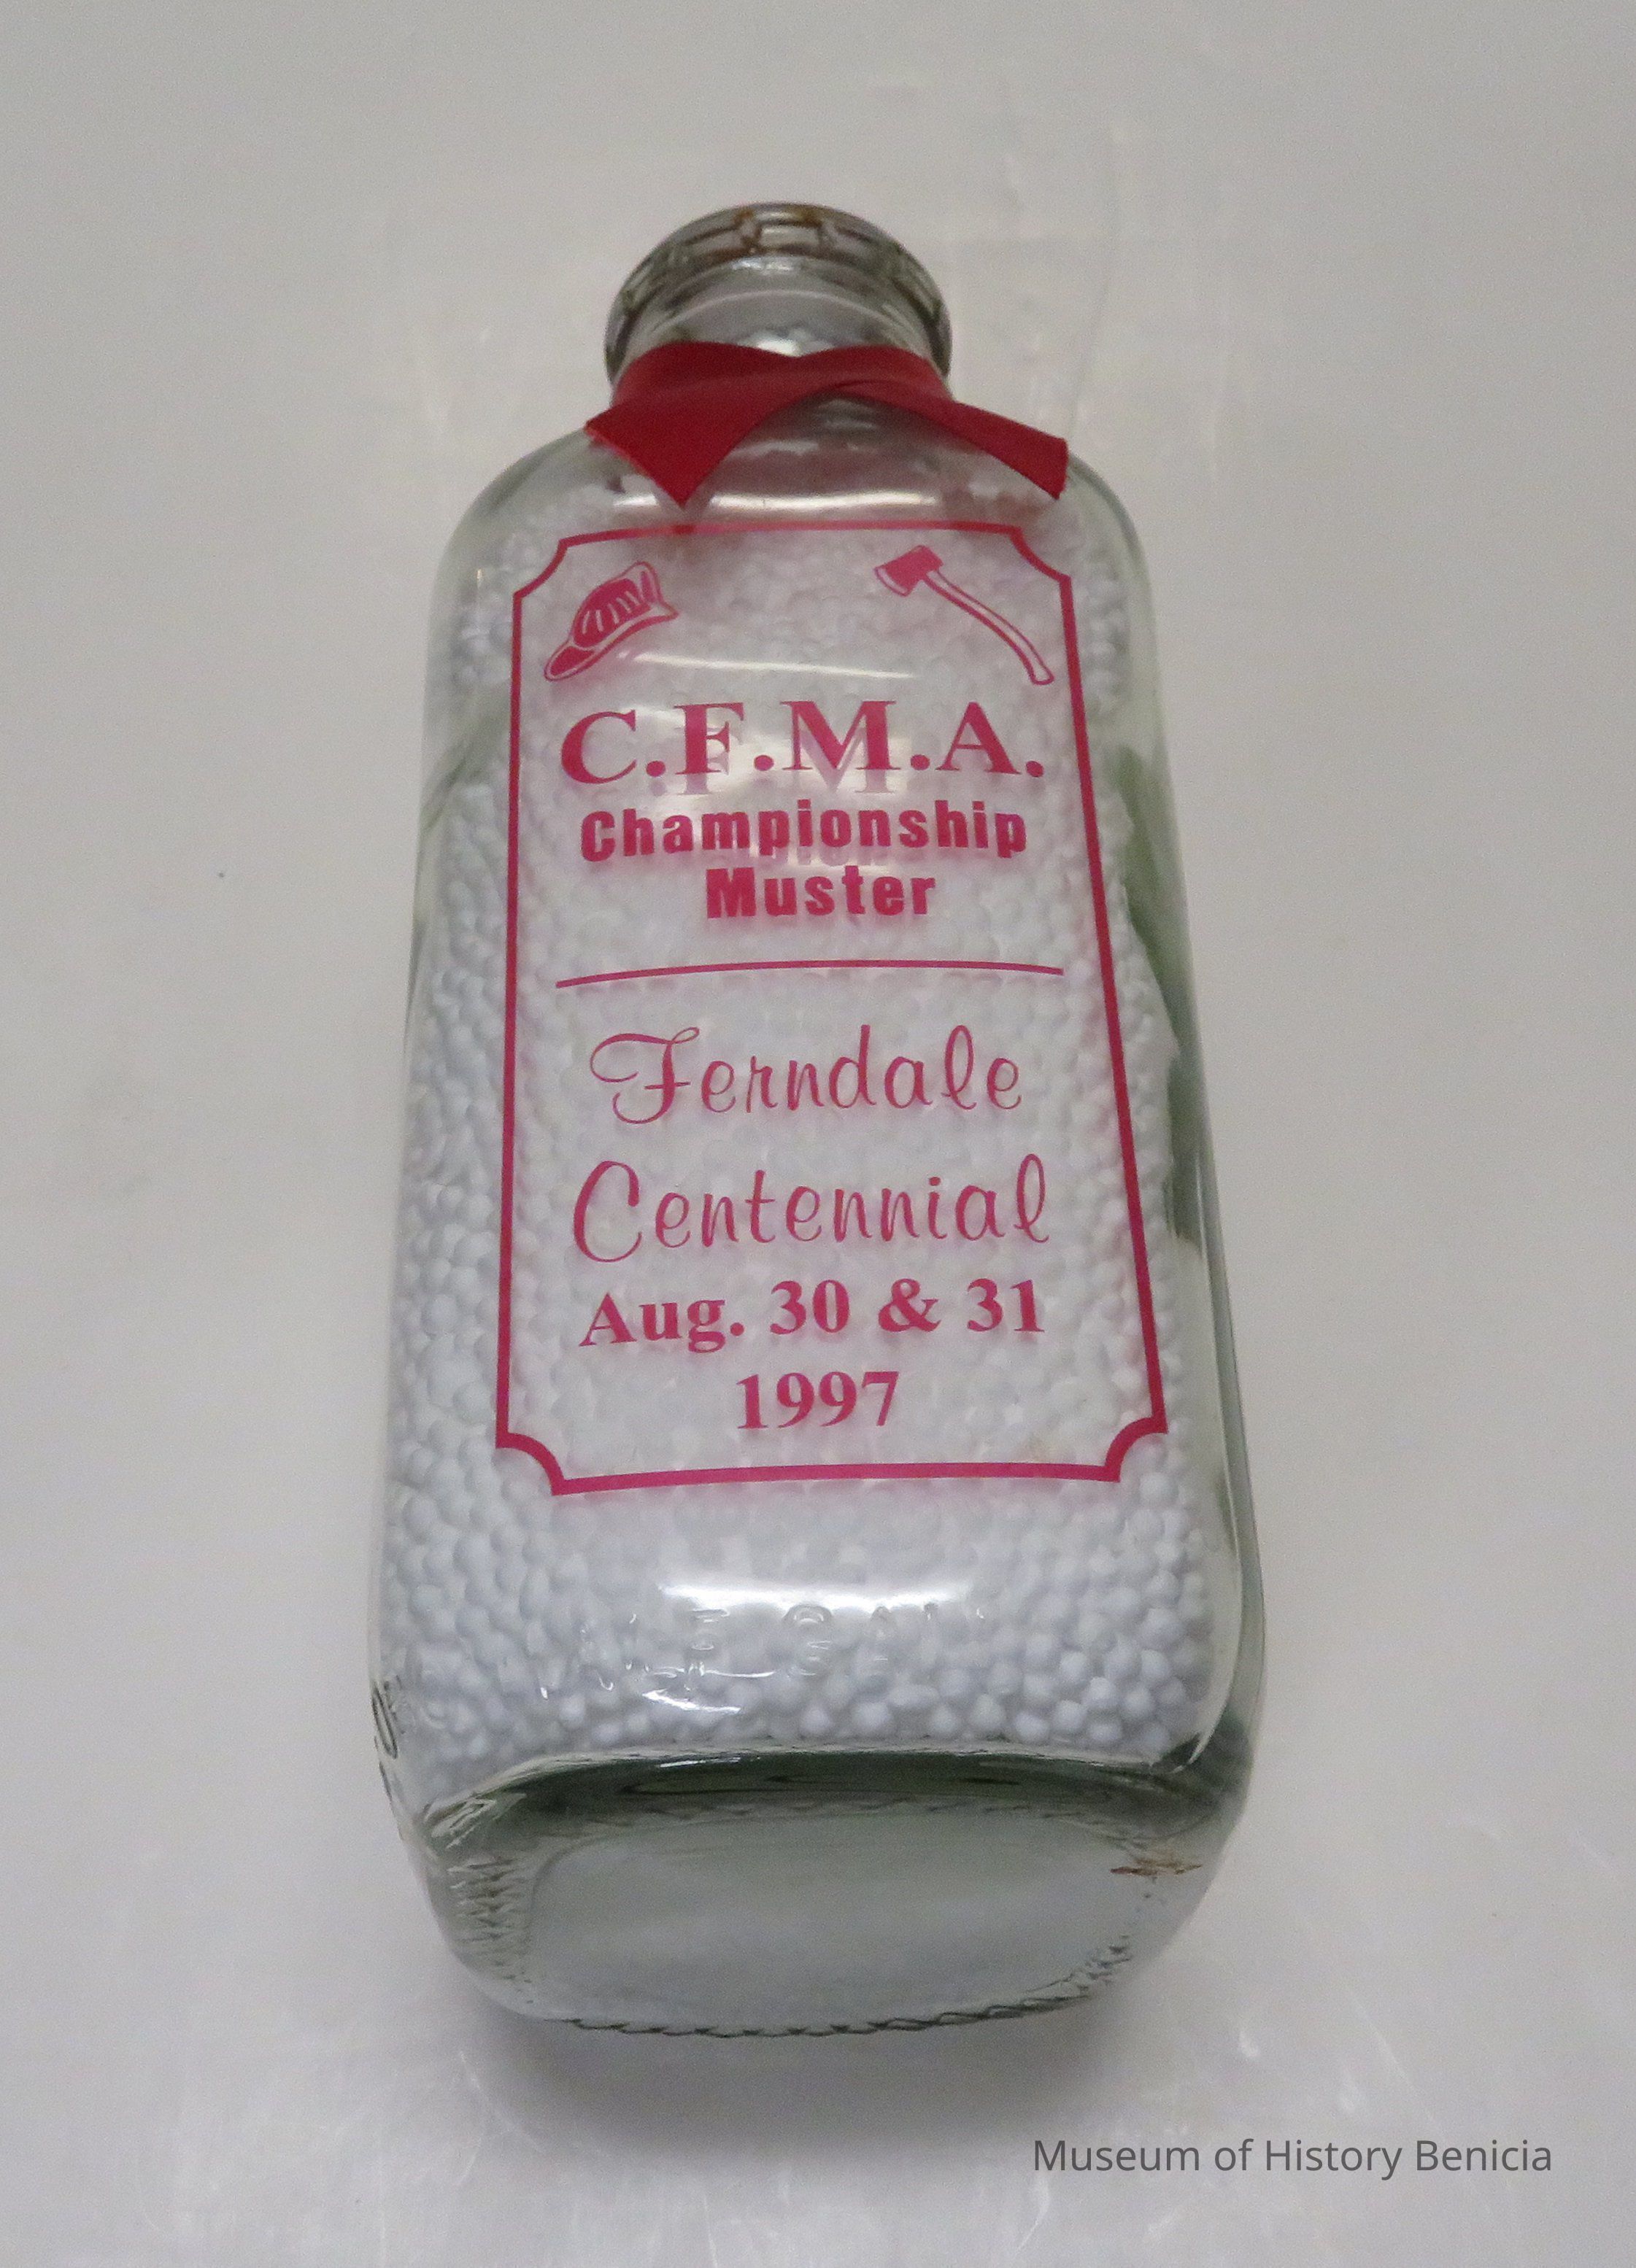 C.F.M.A.
Championship
Muster
Ferndale
Centennial
Aug. 30 & 31
1997
Museum of History Benicia